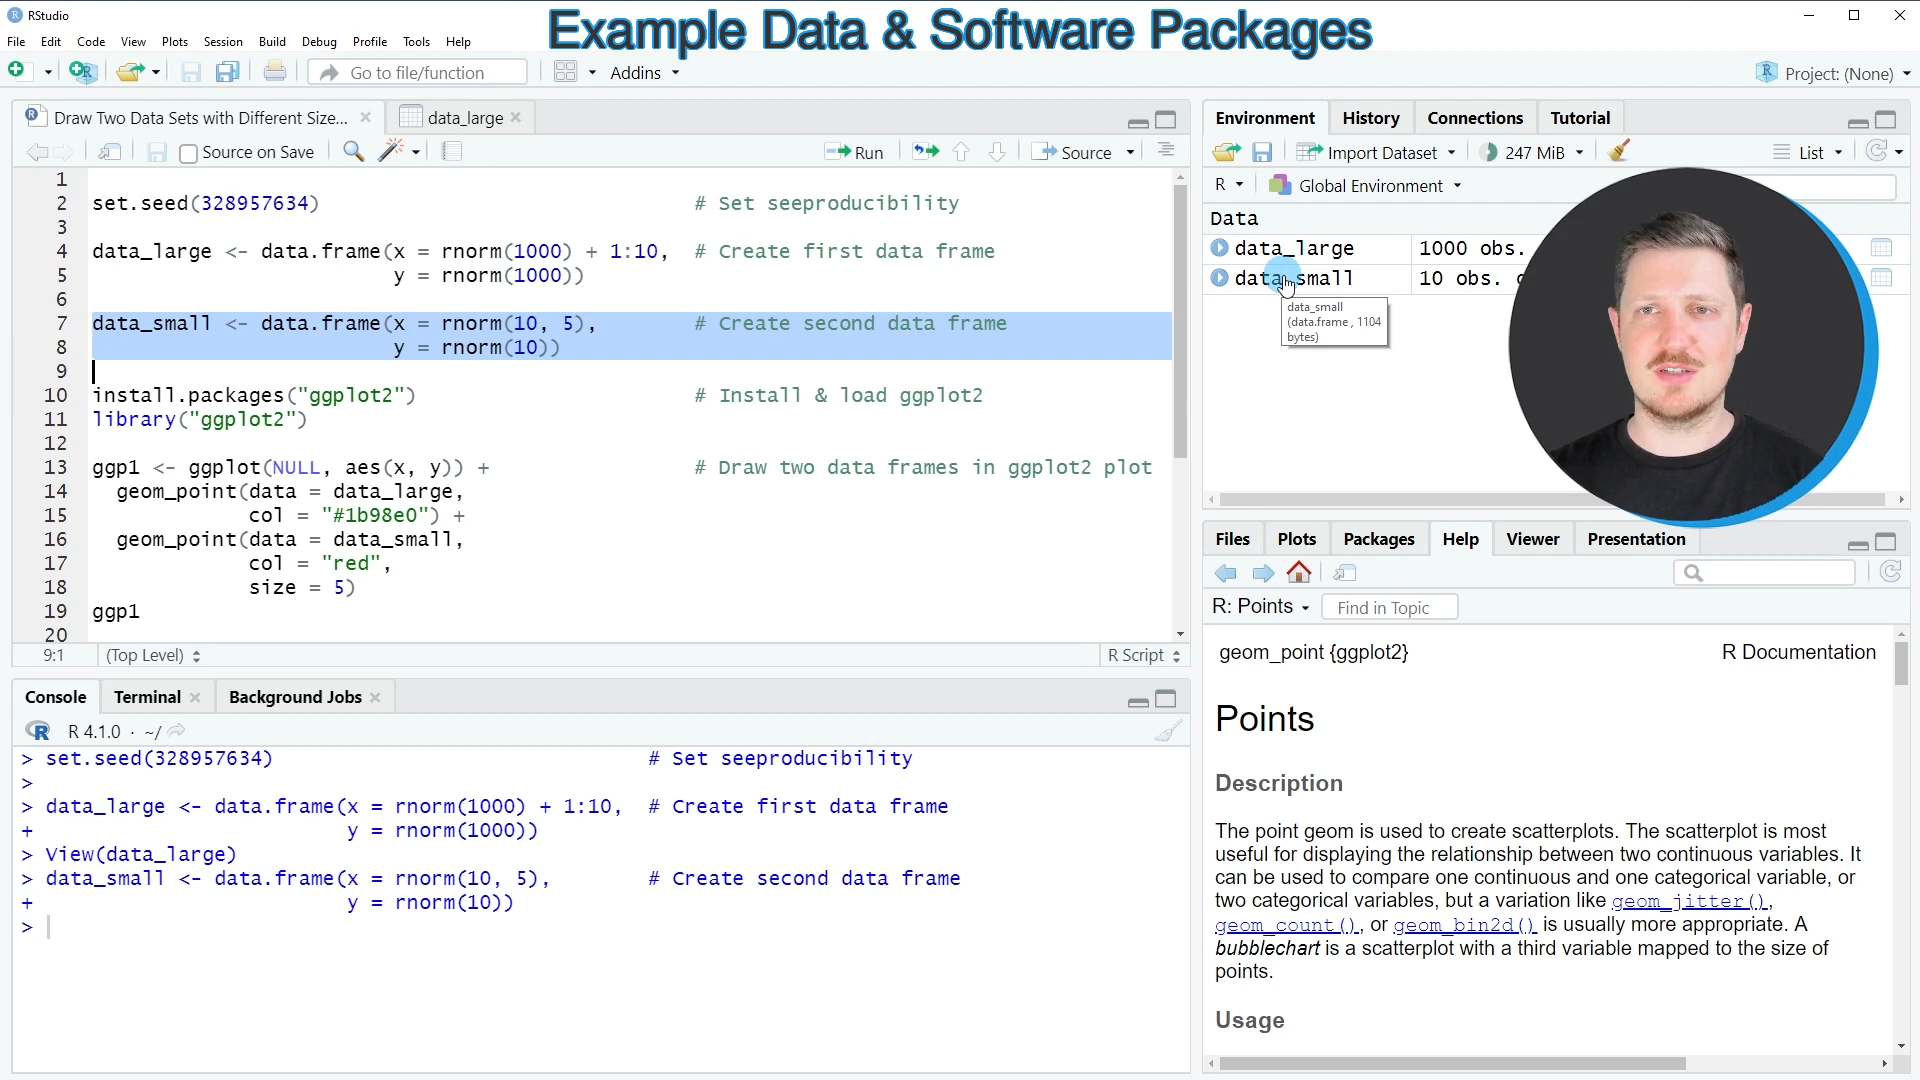 RStudio
Example Data & Software Packages
File Edit Code View Plots Session Build Debug Profile Tools Help
Go to file/function Addins Project: (None)
Draw Two Data Sets with Different Size... data_large
Source on Save Run Source
1
2 set.seed(328957634) # Set seeproducibility
3
4 data_large <- data.frame(x = rnorm(1000) + 1:10, # Create first data frame
5 y = rnorm(1000))
6
7 data_small <- data.frame(x = rnorm(10, 5), # Create second data frame
8 y = rnorm(10))
9
10 install.packages("ggplot2") # Install & load ggplot2
11 library("ggplot2")
12
13 ggp1 <- ggplot(NULL, aes(x, y)) + # Draw two data frames in ggplot2 plot
14 geom_point(data = data_large,
15 col = "#1b98e0") +
16 geom_point(data = data_small,
17 col = "red",
18 size = 5)
19 ggp1
20
9:1 (Top Level) R Script
Console Terminal Background Jobs
R 4.1.0 · ~/
> set.seed(328957634) # Set seeproducibility
>
> data_large <- data.frame(x = rnorm(1000) + 1:10, # Create first data frame
+ y = rnorm(1000))
> View(data_large)
> data_small <- data.frame(x = rnorm(10, 5), # Create second data frame
+ y = rnorm(10))
>
Environment History Connections Tutorial
Import Dataset 247 MiB List
R Global Environment
Data
data_large 1000 obs.
data_small 10 obs.
data_small
(data.frame, 1104
bytes)
Files Plots Packages Help Viewer Presentation
R: Points Find in Topic
geom_point {ggplot2} R Documentation
Points
Description
The point geom is used to create scatterplots. The scatterplot is most
useful for displaying the relationship between two continuous variables. It
can be used to compare one continuous and one categorical variable, or
two categorical variables, but a variation like geom_jitter(),
geom_count(), or geom_bin2d() is usually more appropriate. A
bubblechart is a scatterplot with a third variable mapped to the size of
points.
Usage